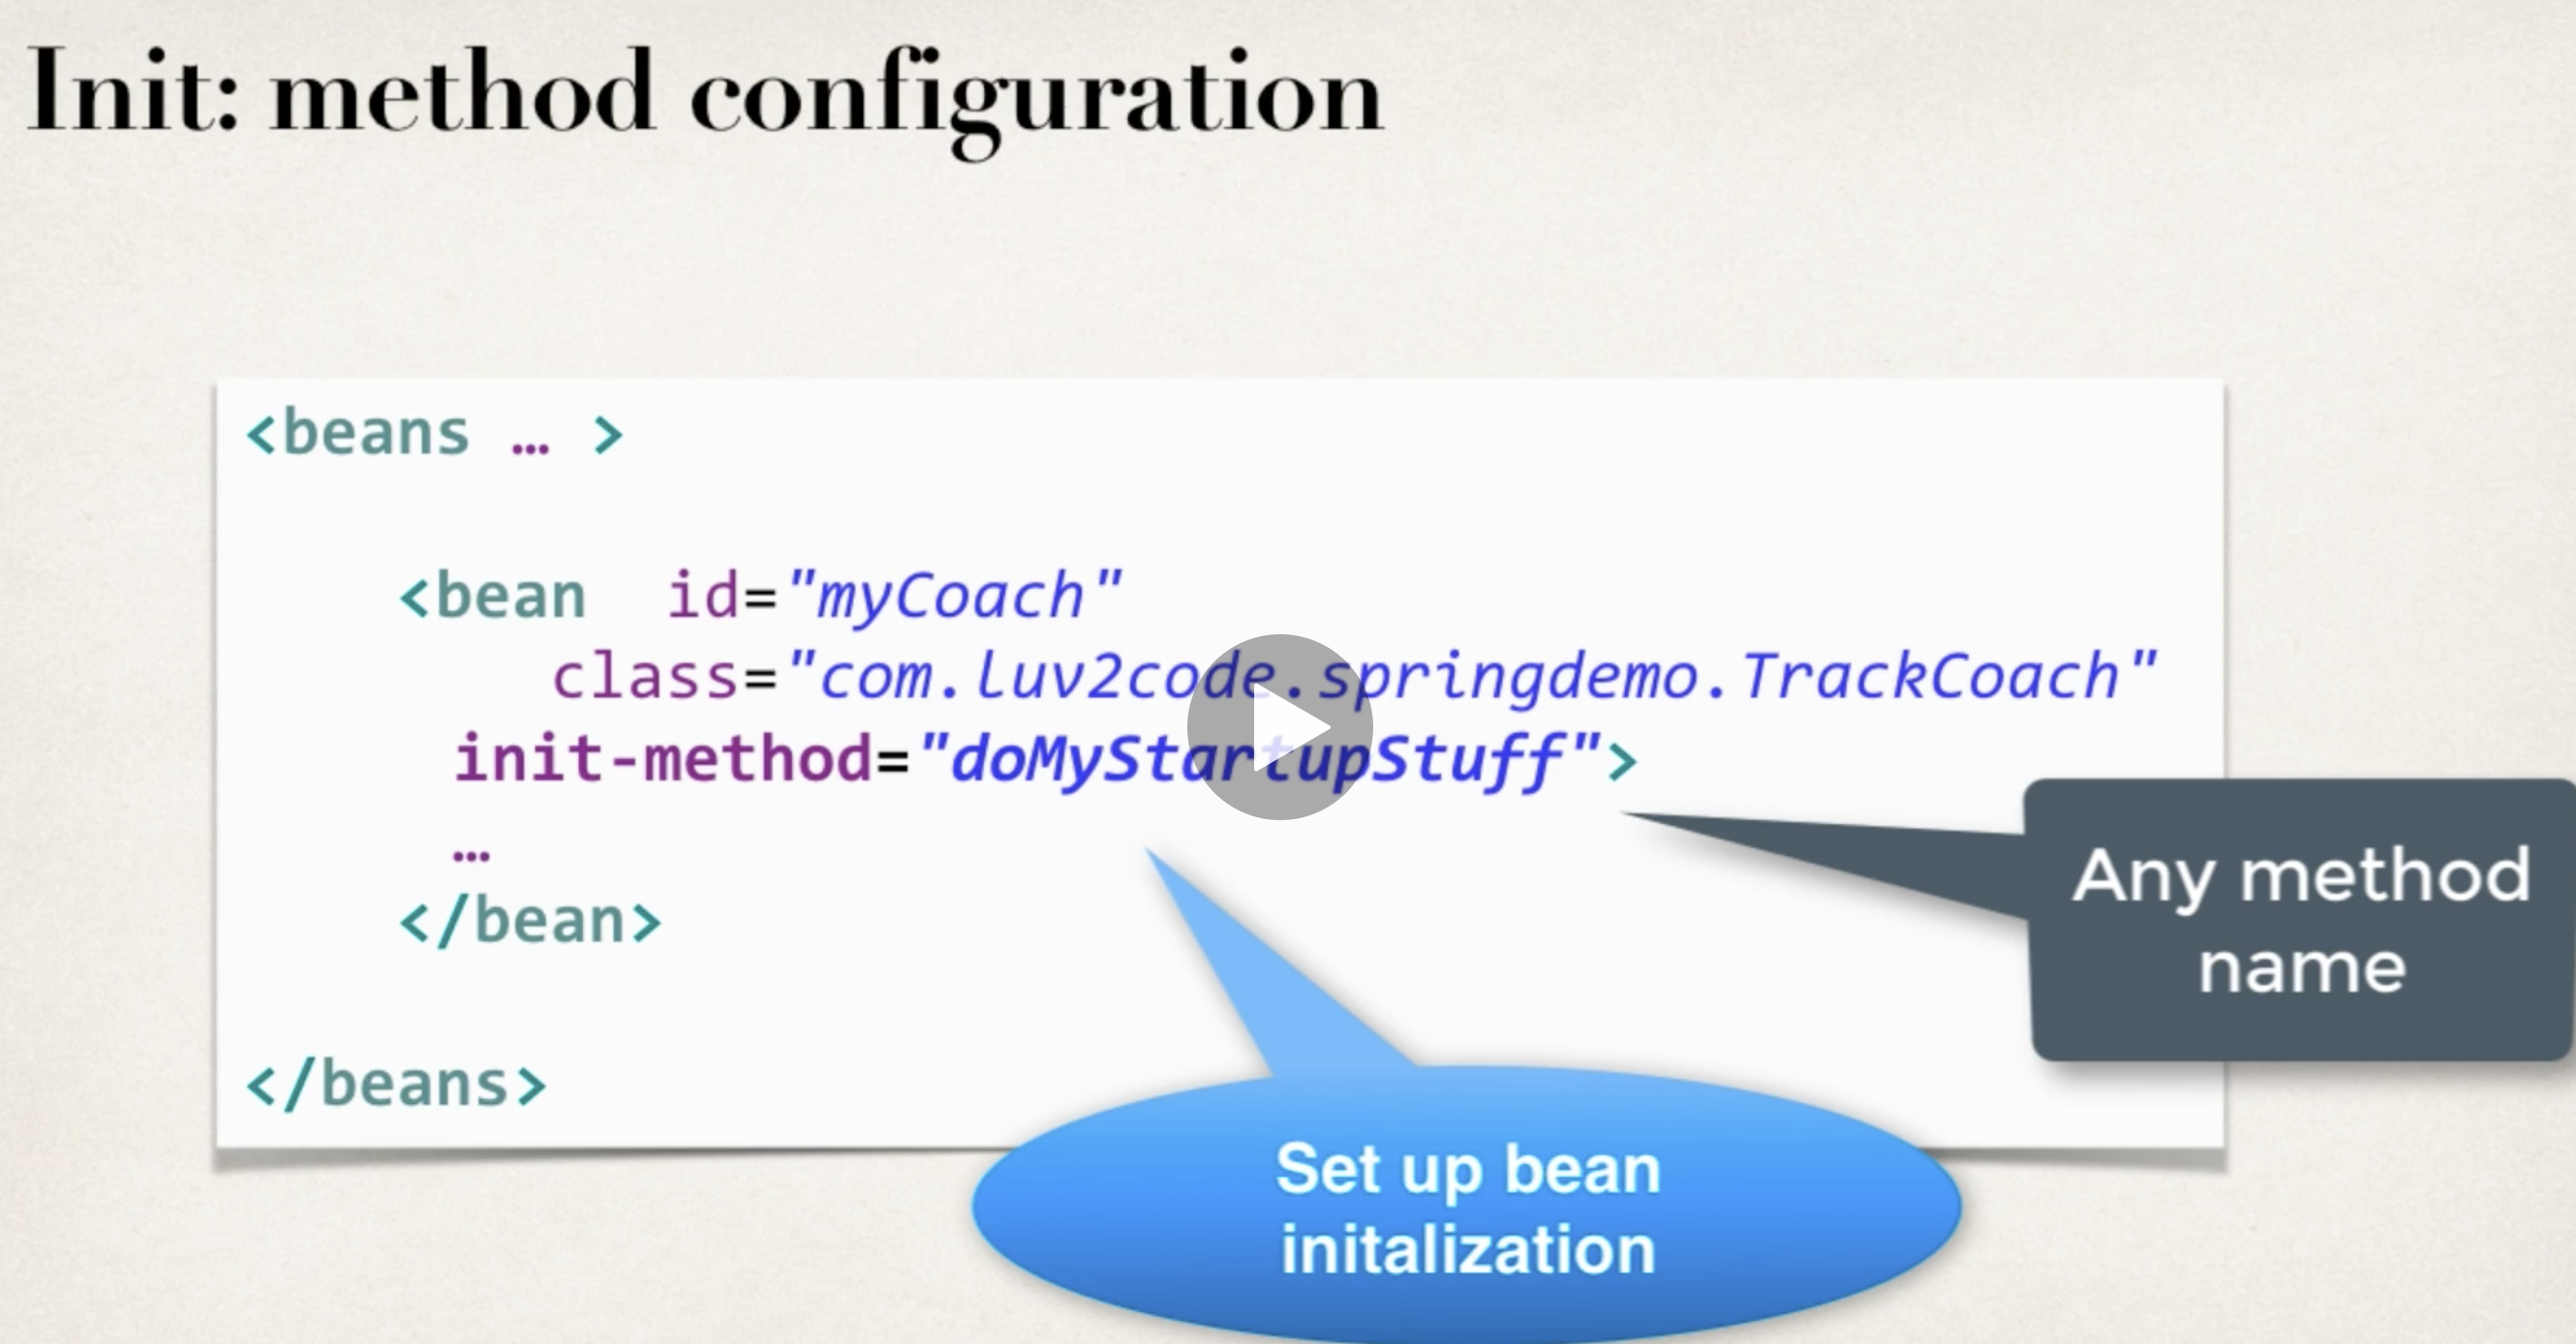 Init: method configuration
<beans … >
<bean id="myCoach"
class="com.luv2code.springdemo.TrackCoach"
init-method="doMyStartupStuff">
…
</bean>
</beans>
Any method
name
Set up bean
initalization